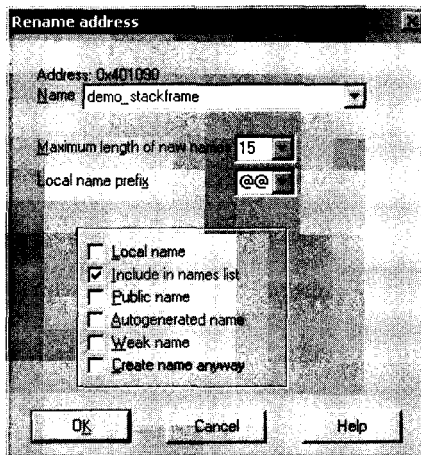 Rename address
Address: 0x401090
Name demo_stackframe
Maximum length of new names 15
Local name prefix @@
Local name
Include in names list
Public name
Autogenerated name
Weak name
Create name anyway
OK Cancel Help